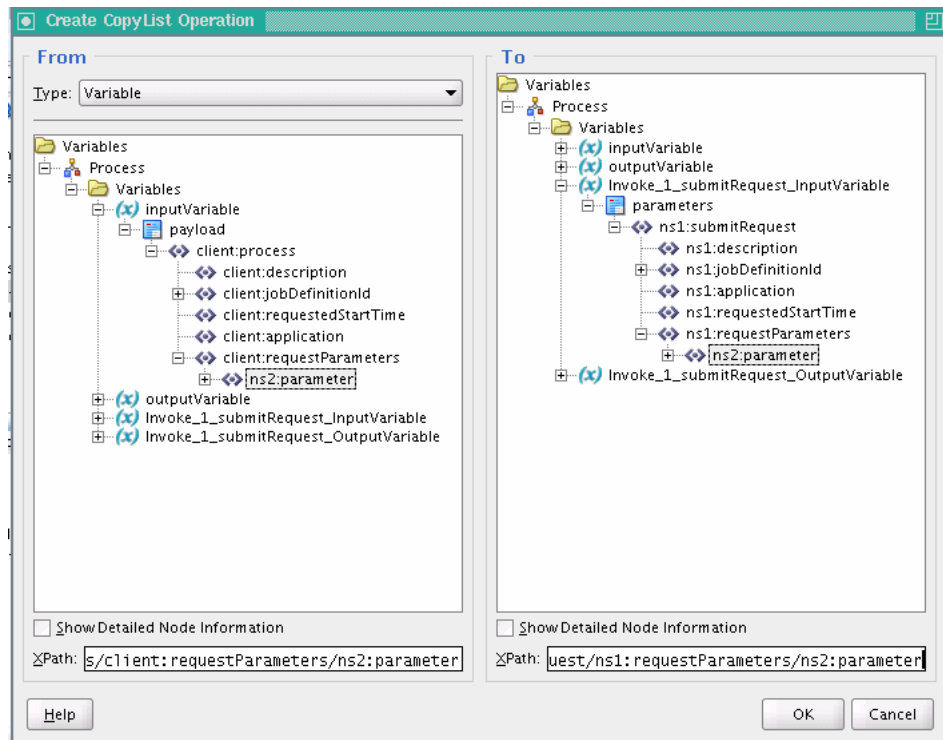 Create CopyList Operation
From
Type: Variable
Variables
Process
Variables
inputVariable
payload
client:process
client:description
client:jobDefinitionId
client:requestedStartTime
client:application
client:requestParameters
ns2:parameter
outputVariable
Invoke_1_submitRequest_InputVariable
Invoke_1_submitRequest_OutputVariable
Show Detailed Node Information
XPath: s/client:requestParameters/ns2:parameter
To
Variables
Process
Variables
inputVariable
outputVariable
Invoke_1_submitRequest_InputVariable
parameters
ns1:submitRequest
ns1:description
ns1:jobDefinitionId
ns1:application
ns1:requestedStartTime
ns1:requestParameters
ns2:parameter
Invoke_1_submitRequest_OutputVariable
Show Detailed Node Information
XPath: uest/ns1:requestParameters/ns2:parameter
Help
OK
Cancel